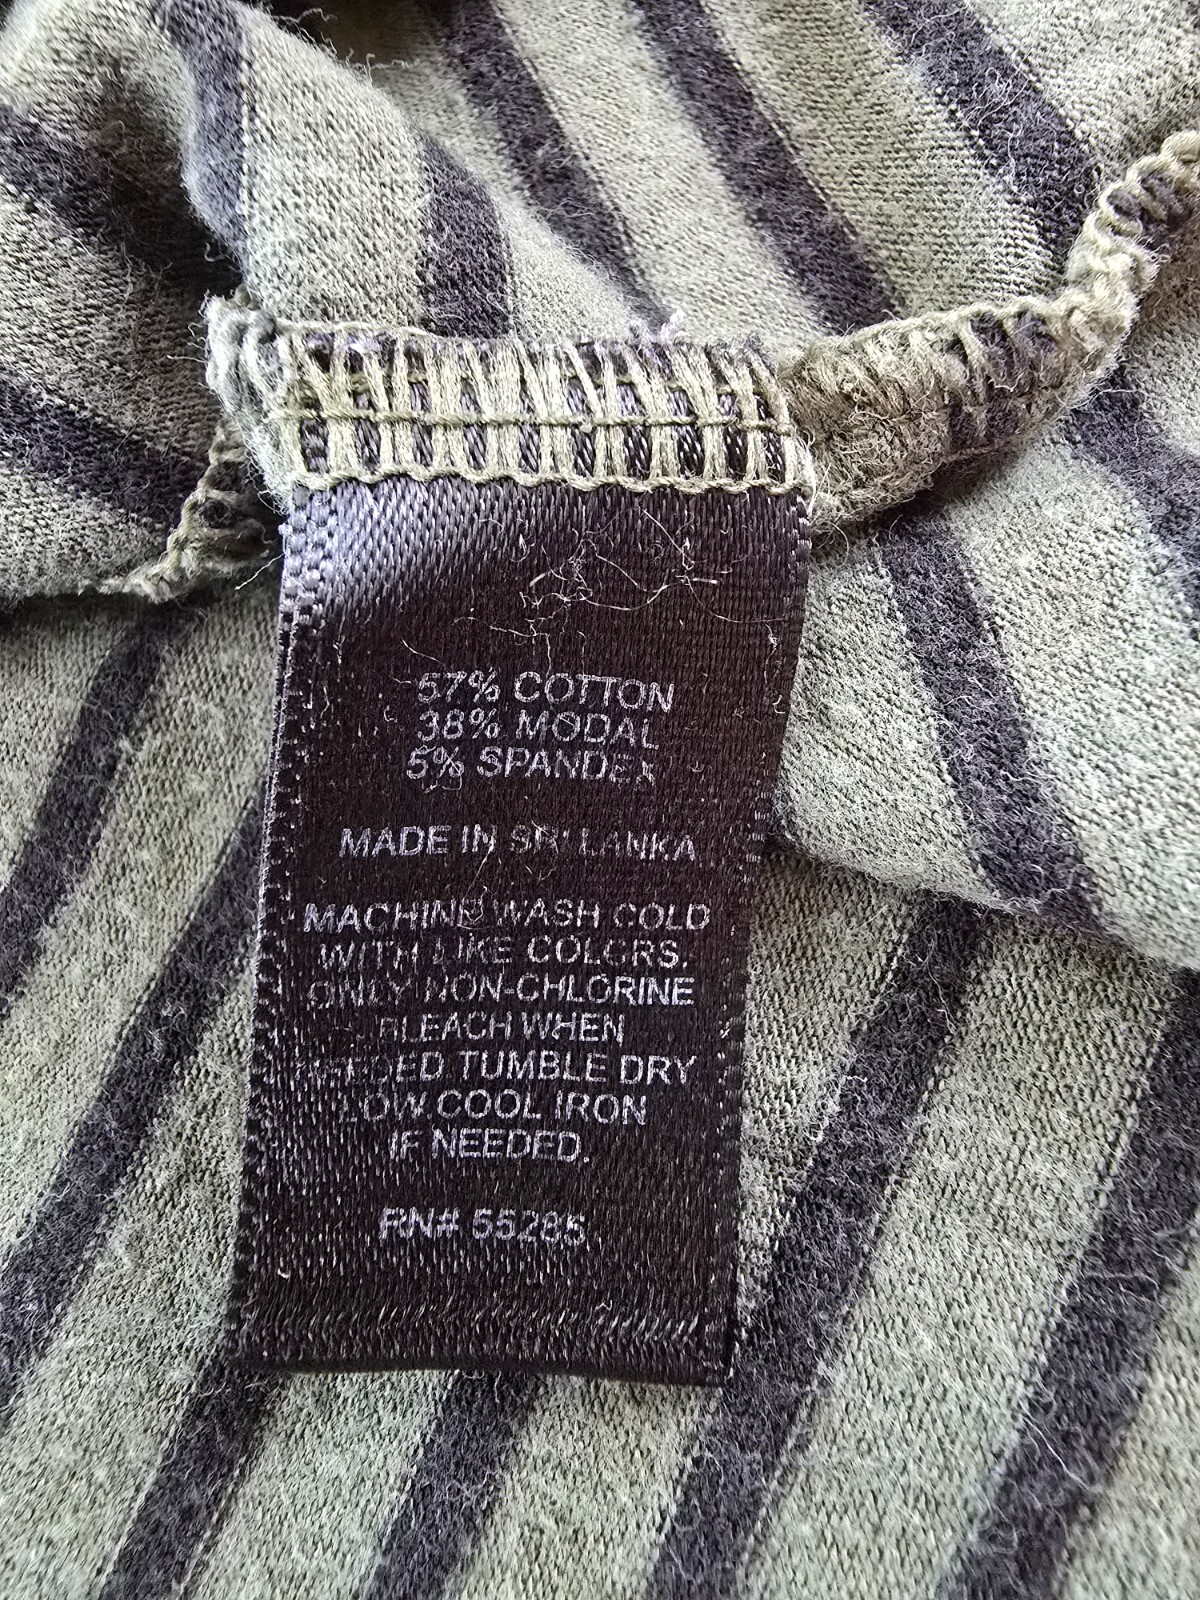 57% COTTON
38% MODAL
5% SPANDEX
MADE IN SRI LANKA
MACHINE WASH COLD
WITH LIKE COLORS.
ONLY NON-CHLORINE
BLEACH WHEN
NEEDED TUMBLE DRY
LOW COOL IRON
IF NEEDED.
RN# 55285